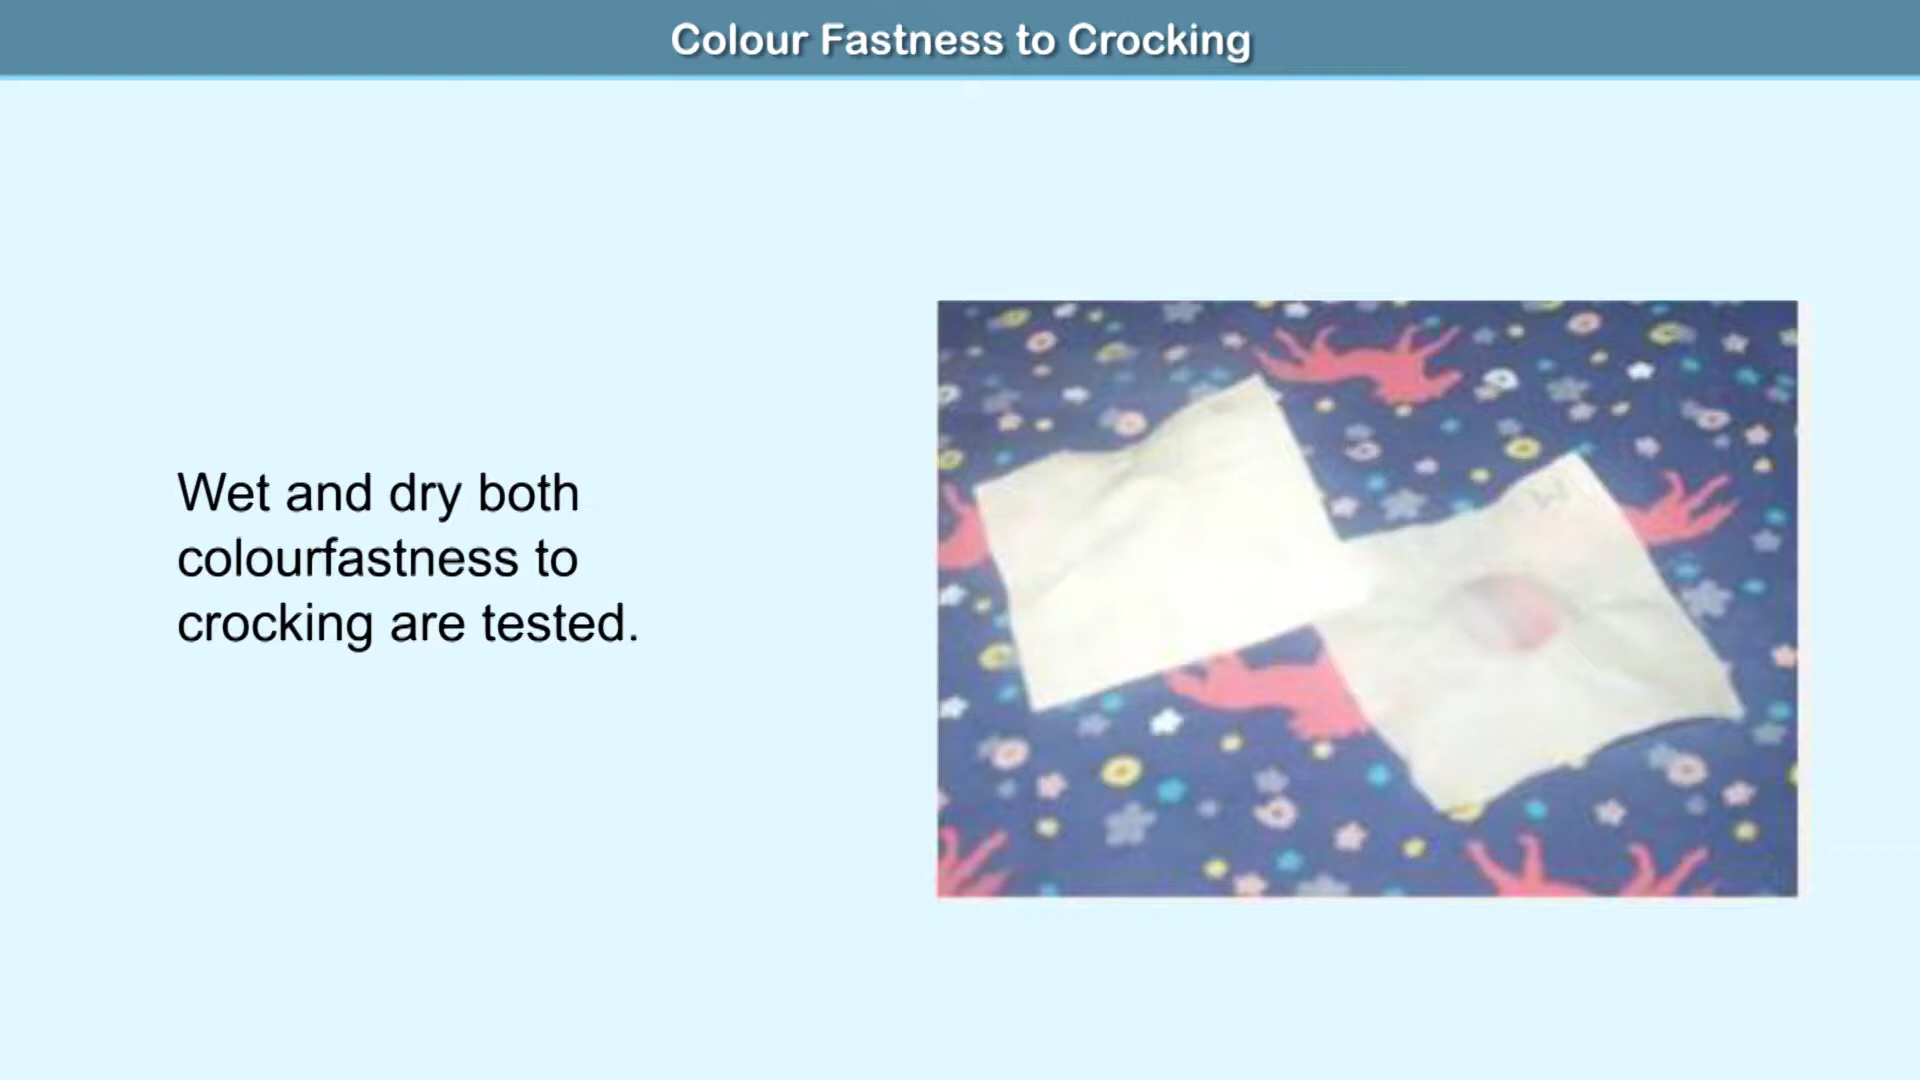 Colour Fastness to Crocking
Wet and dry both
colourfastness to
crocking are tested.
W